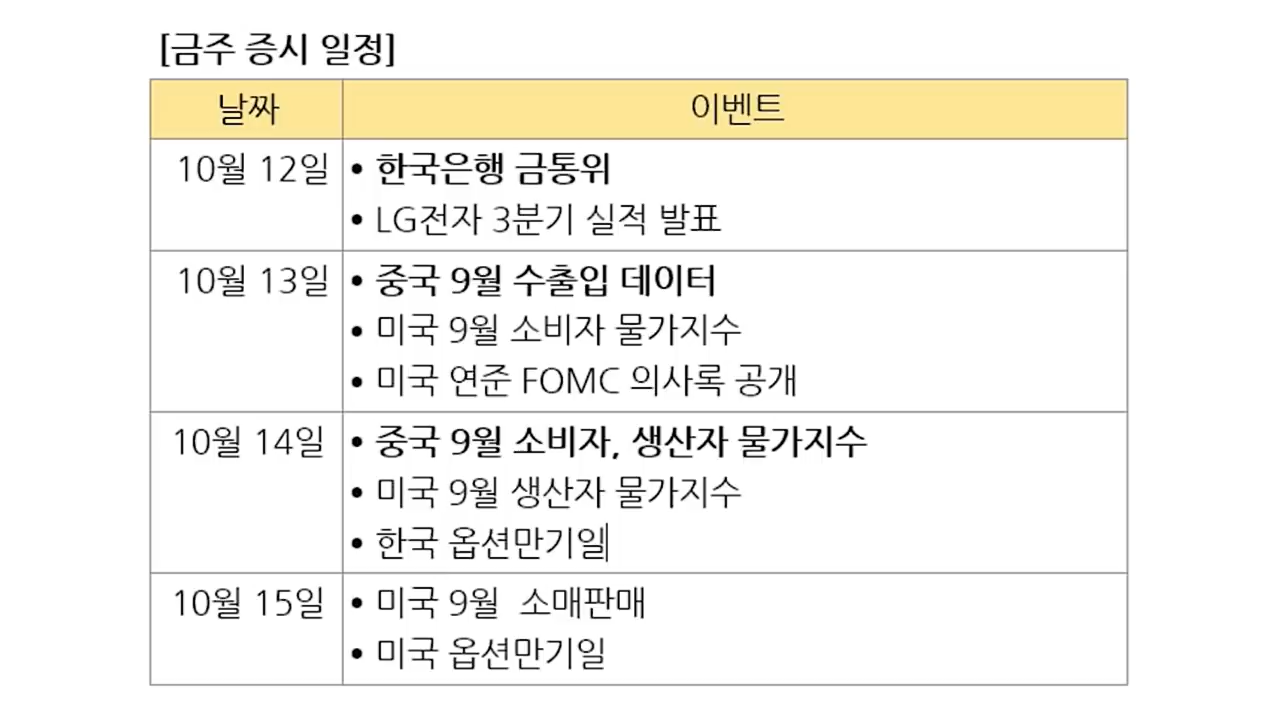 [금주 증시 일정]
날짜 이벤트
10월 12일 • 한국은행 금통위
• LG전자 3분기 실적 발표
10월 13일 • 중국 9월 수출입 데이터
• 미국 9월 소비자 물가지수
• 미국 연준 FOMC 의사록 공개
10월 14일 • 중국 9월 소비자, 생산자 물가지수
• 미국 9월 생산자 물가지수
• 한국 옵션만기일
10월 15일 • 미국 9월  소매판매
• 미국 옵션만기일